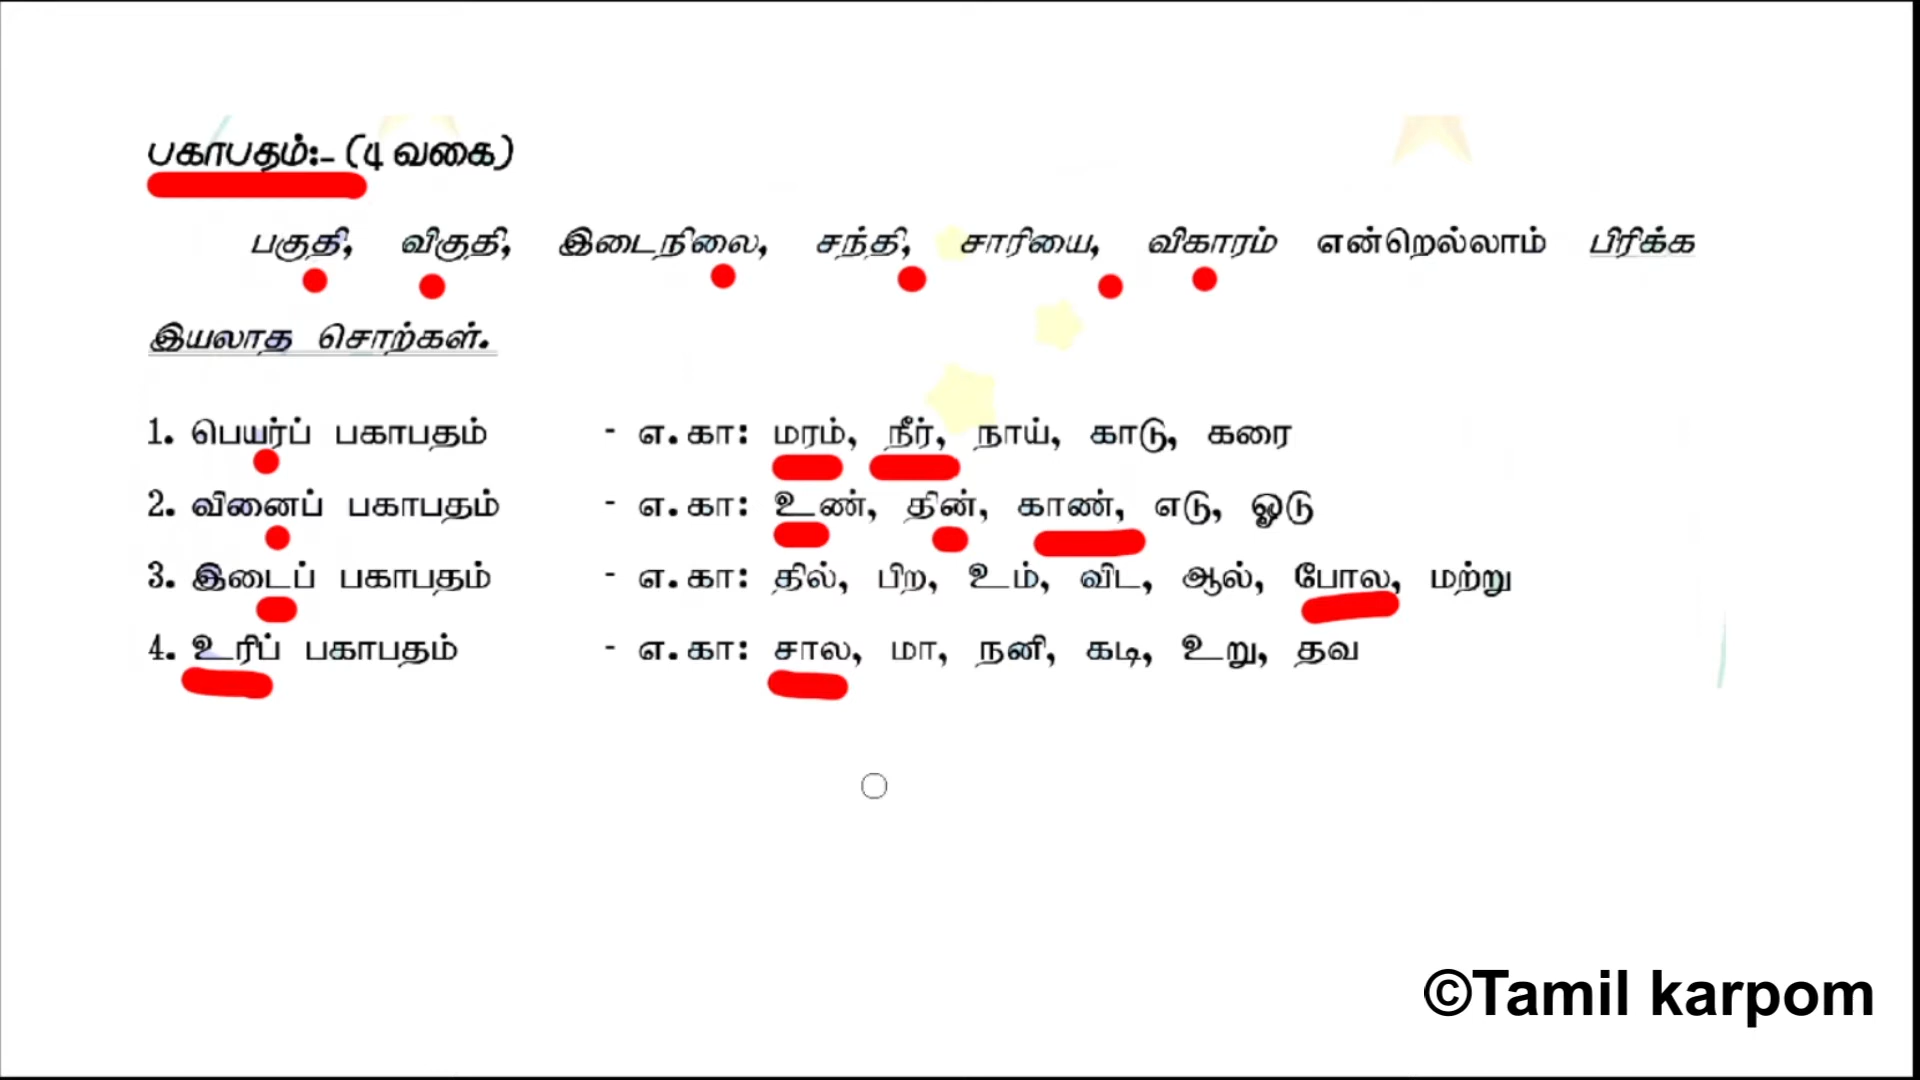 பகாபதம்:- (4 வகை)
பகுதி, விகுதி, இடைநிலை, சந்தி, சாரியை, விகாரம் என்றெல்லாம் பிரிக்க
இயலாத சொற்கள்.
1. பெயர்ப் பகாபதம் - எ.கா: மரம், நீர், நாய், காடு, கரை
2. வினைப் பகாபதம் - எ.கா: உண், தின், காண், எடு, ஓடு
3. இடைப் பகாபதம் - எ.கா: தில், பிற, உம், விட, ஆல், போல, மற்று
4. உரிப் பகாபதம் - எ.கா: சால, மா, நனி, கடி, உறு, தவ
©Tamil karpom